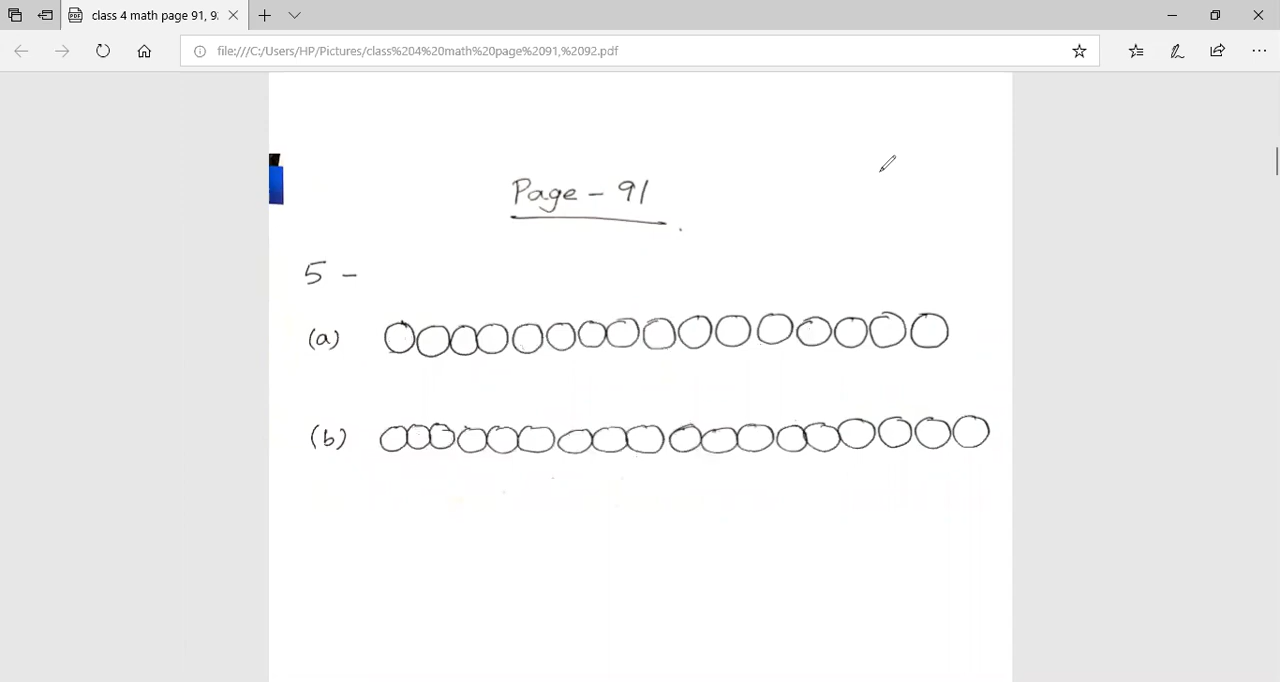 class 4 math page 91, 9
file:///C:/Users/HP/Pictures/class%204%20math%20page%2091,%2092.pdf
Page - 91
5 -
(a)
(b)